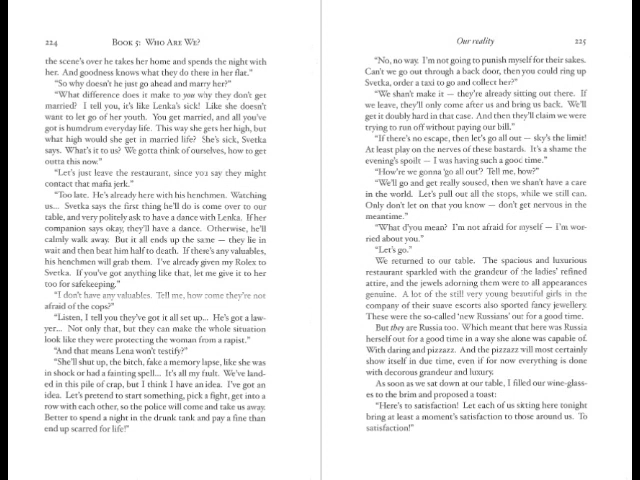 224 BOOK 5: WHO ARE WE?
the scene's over he takes her home and spends the night with
her. And goodness knows what they do there in her flat."
"So why doesn't he just go ahead and marry her?"
"What difference does it make to you why they don't get
married? I tell you, it's like Lenka's sick! Like she doesn't
want to let go of her youth. You get married, and all you've
got is humdrum everyday life. This way she gets her high, but
what high would she get in married life? She's sick, Svetka
says. What's it to us? We gotta think of ourselves, how to get
outta this now."
"Let's just leave the restaurant, since you say they might
contact that mafia jerk."
"Too late. He's already here with his henchmen. Watching
us... Svetka says the first thing he'll do is come over to our
table, and very politely ask to have a dance with Lenka. If her
companion says okay, they'll have a dance. Otherwise, he'll
calmly walk away. But it all ends up the same — they lie in
wait and then beat him half to death. If there's any valuables,
his henchmen will grab them. I've already given my Rolex to
Svetka. If you've got anything like that, let me give it to her
too for safekeeping."
"I don't have any valuables. Tell me, how come they're not
afraid of the cops?"
"Listen, I tell you they've got it all set up... He's got a law-
yer... Not only that, but they can make the whole situation
look like they were protecting the woman from a rapist."
"And that means Lena won't testify?"
"She'll shut up, the bitch, fake a memory lapse, like she was
in shock or had a fainting spell... It's all my fault. We've land-
ed in this pile of crap, but I think I have an idea. I've got an
idea. Let's pretend to start something, pick a fight, get into a
row with each other, so the police will come and take us away.
Better to spend a night in the drunk tank and pay a fine than
end up scarred for life!"
Our reality 225
"No, no way. I'm not going to punish myself for their sakes.
Can't we go out through a back door, then you could ring up
Svetka, order a taxi to go and collect her?"
"We shan't make it — they're already sitting out there. If
we leave, they'll only come after us and bring us back. We'll
get it doubly hard in that case. And then they'll claim we were
trying to run off without paying our bill."
"If there's no escape, then let's go all out — sky's the limit!
At least play on the nerves of these bastards. It's a shame the
evening's spoilt — I was having such a good time."
"How're we gonna 'go all out'? Tell me, how?"
"We'll go and get really soused, then we shan't have a care
in the world. Let's pull out all the stops, while we still can.
Only don't let on that you know — don't get nervous in the
meantime."
"What d'you mean? I'm not afraid for myself — I'm wor-
ried about you."
"Let's go."
We returned to our table. The spacious and luxurious
restaurant sparkled with the grandeur of the ladies' refined
attire, and the jewels adorning them were to all appearances
genuine. A lot of the still very young beautiful girls in the
company of their suave escorts also sported fancy jewellery.
These were the so-called 'new Russians' out for a good time.
But they are Russia too. Which meant that here was Russia
herself out for a good time in a way she alone was capable of.
With daring and pizzazz. And the pizzazz will most certainly
show itself in due time, even if for now everything is done
with decorous grandeur and luxury.
As soon as we sat down at our table, I filled our wine-glass-
es to the brim and proposed a toast:
"Here's to satisfaction! Let each of us sitting here tonight
bring at least a moment's satisfaction to those around us. To
satisfaction!"